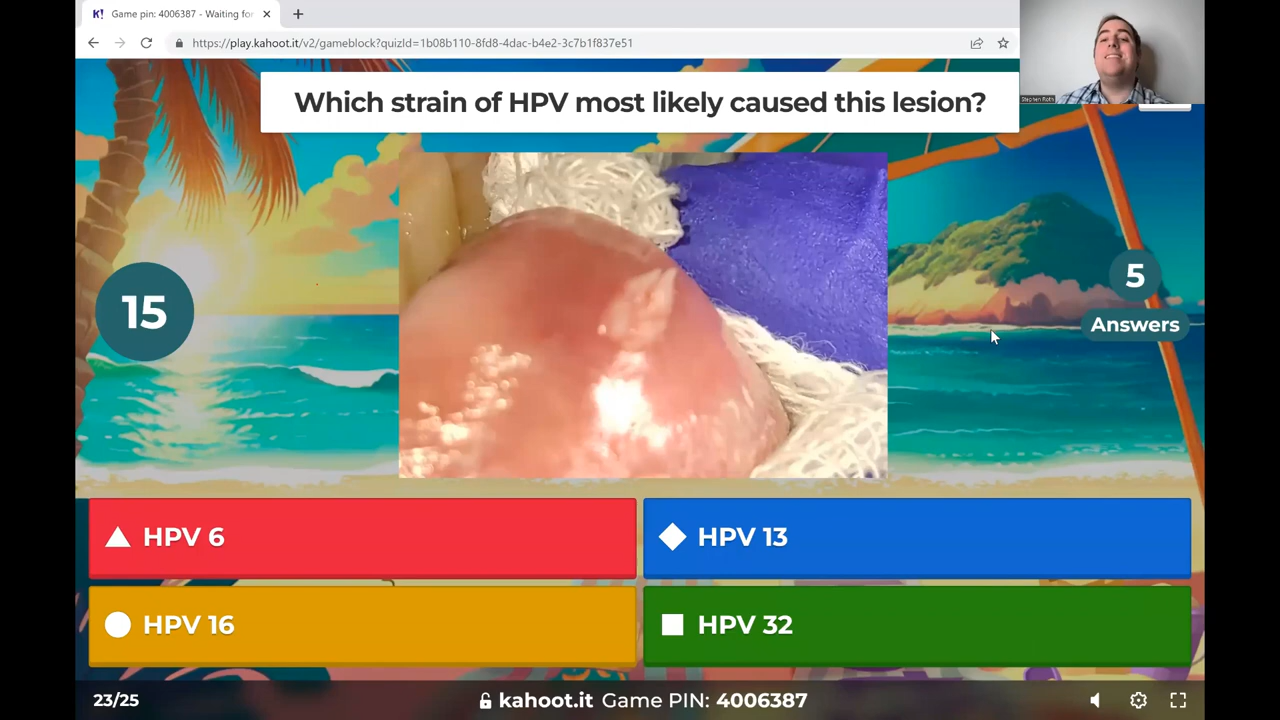 K! Game pin: 4006387 - Waiting for
https://play.kahoot.it/v2/gameblock?quizId=1b08b110-8fd8-4dac-b4e2-3c7b1f837e51
Stephen Roth
Which strain of HPV most likely caused this lesion?
15
5
Answers
HPV 6
HPV 13
HPV 16
HPV 32
23/25
kahoot.it Game PIN: 4006387